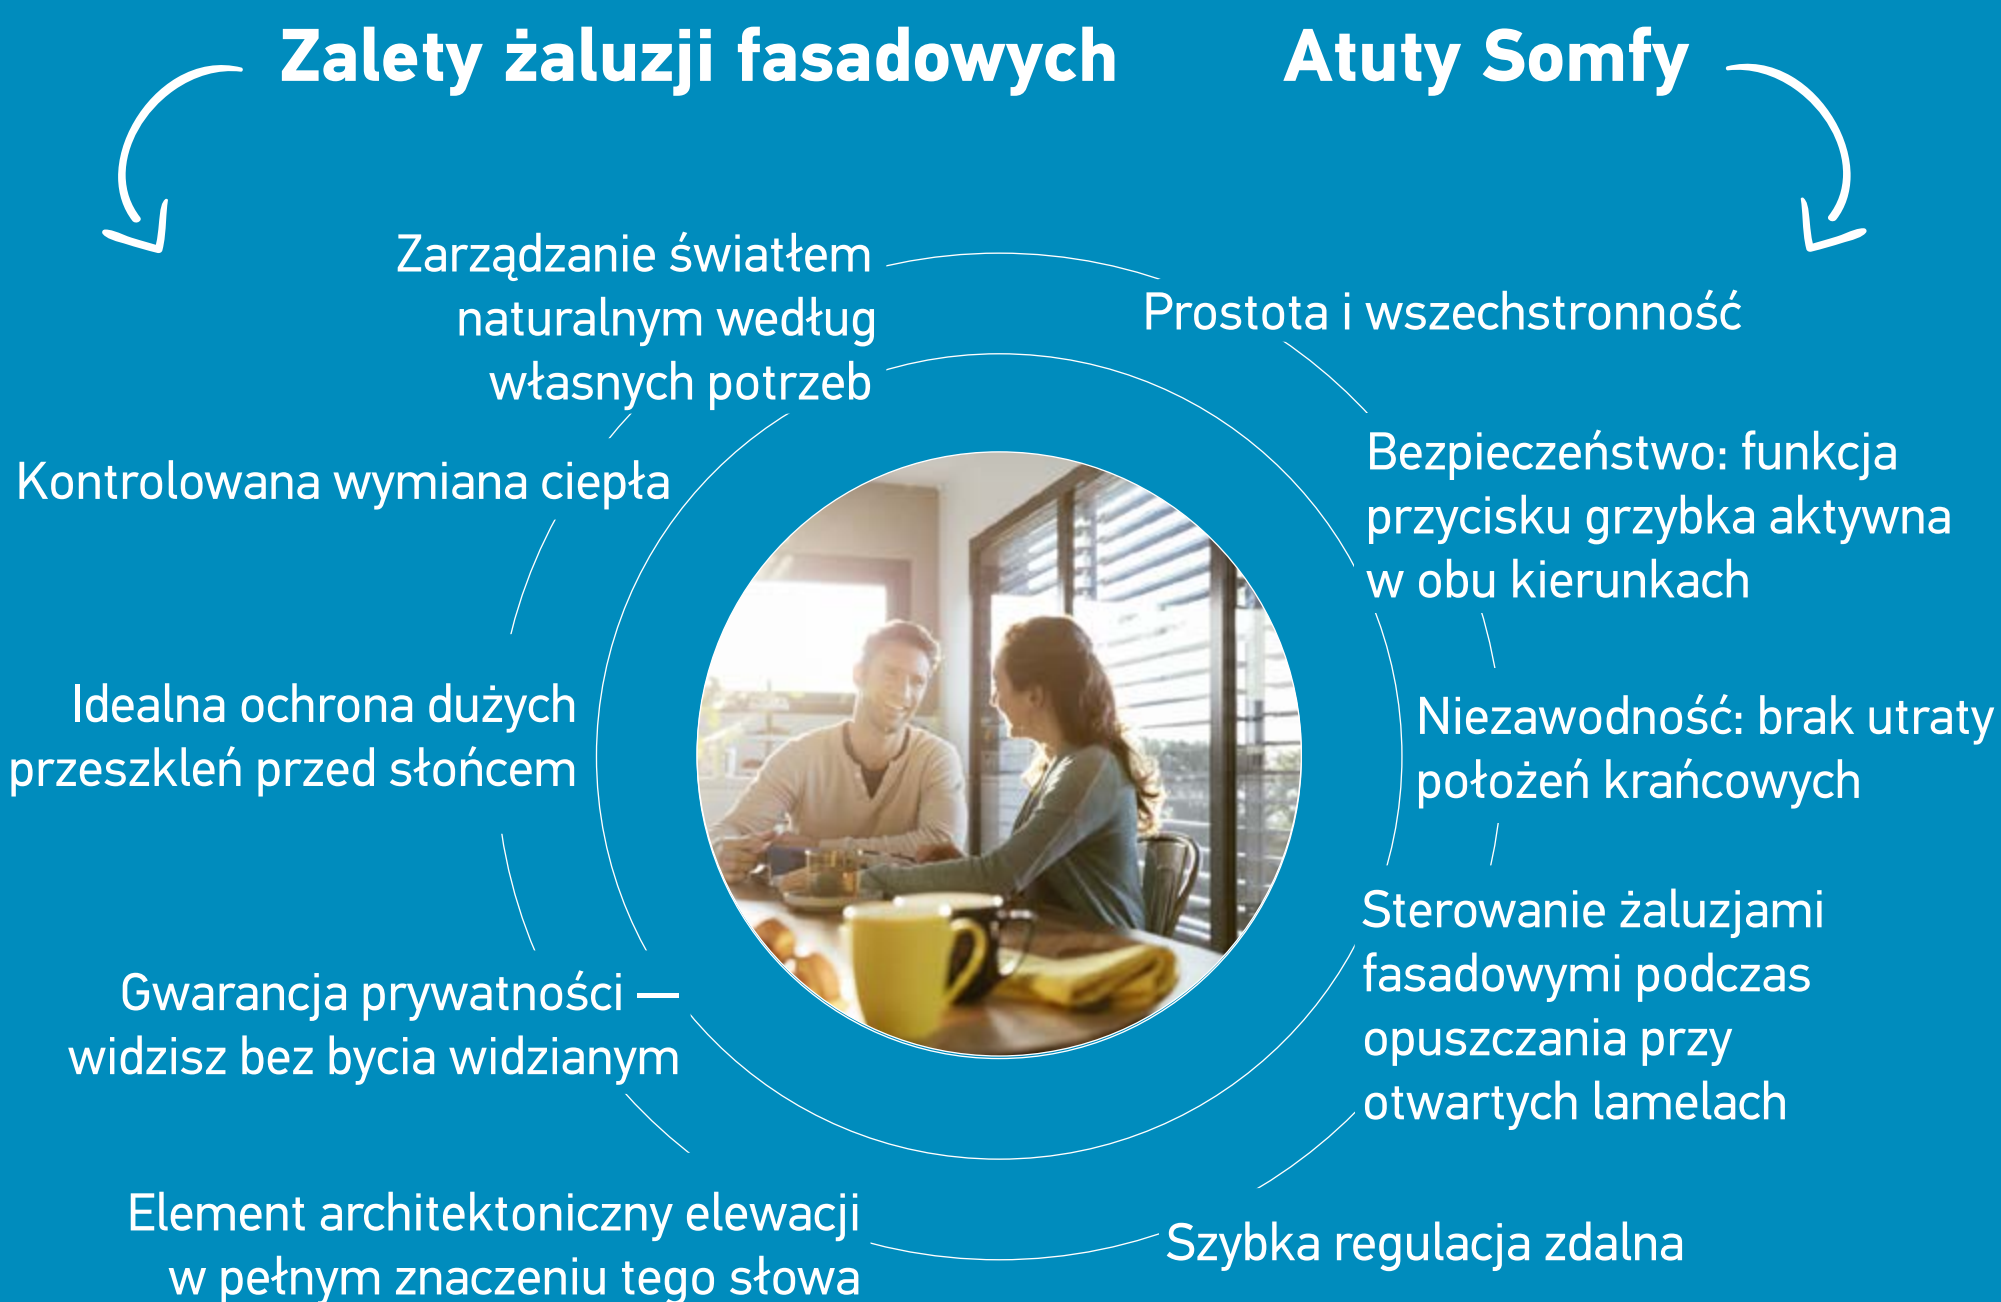 Zalety żaluzji fasadowych
Zarządzanie światłem
naturalnym według
własnych potrzeb
Kontrolowana wymiana ciepła
Idealna ochrona dużych
przeszkleń przed słońcem
Gwarancja prywatności —
widzisz bez bycia widzianym
Element architektoniczny elewacji
w pełnym znaczeniu tego słowa
Atuty Somfy
Prostota i wszechstronność
Bezpieczeństwo: funkcja
przycisku grzybka aktywna
w obu kierunkach
Niezawodność: brak utraty
położeń krańcowych
Sterowanie żaluzjami
fasadowymi podczas
opuszczania przy
otwartych lamelach
Szybka regulacja zdalna